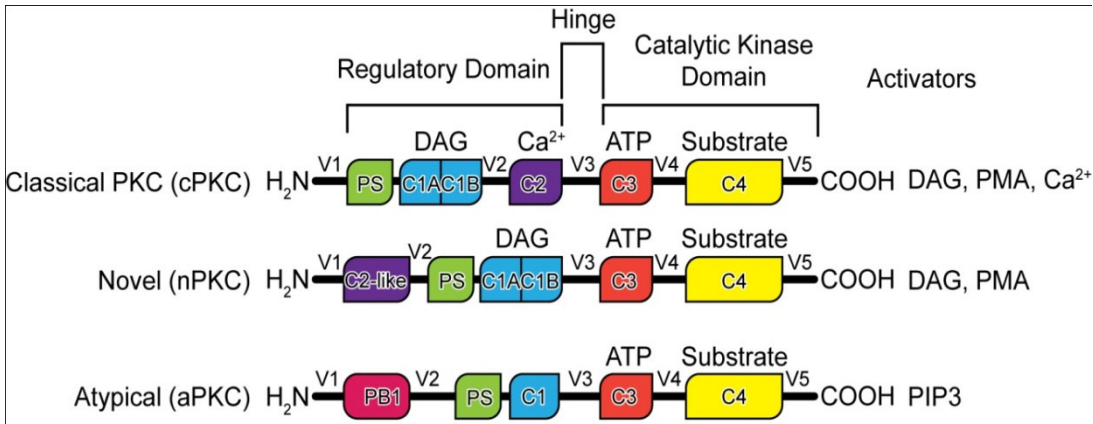 Hinge
Regulatory Domain
Catalytic Kinase
Domain
Activators
DAG Ca²⁺ ATP Substrate
Classical PKC (cPKC) H₂N V1 PS C1A C1B V2 C2 V3 C3 V4 C4 V5 COOH DAG, PMA, Ca²⁺
DAG ATP Substrate
Novel (nPKC) H₂N V1 C2-like V2 PS C1A C1B V3 C3 V4 C4 V5 COOH DAG, PMA
ATP Substrate
Atypical (aPKC) H₂N V1 PB1 V2 PS C1 V3 C3 V4 C4 V5 COOH PIP3